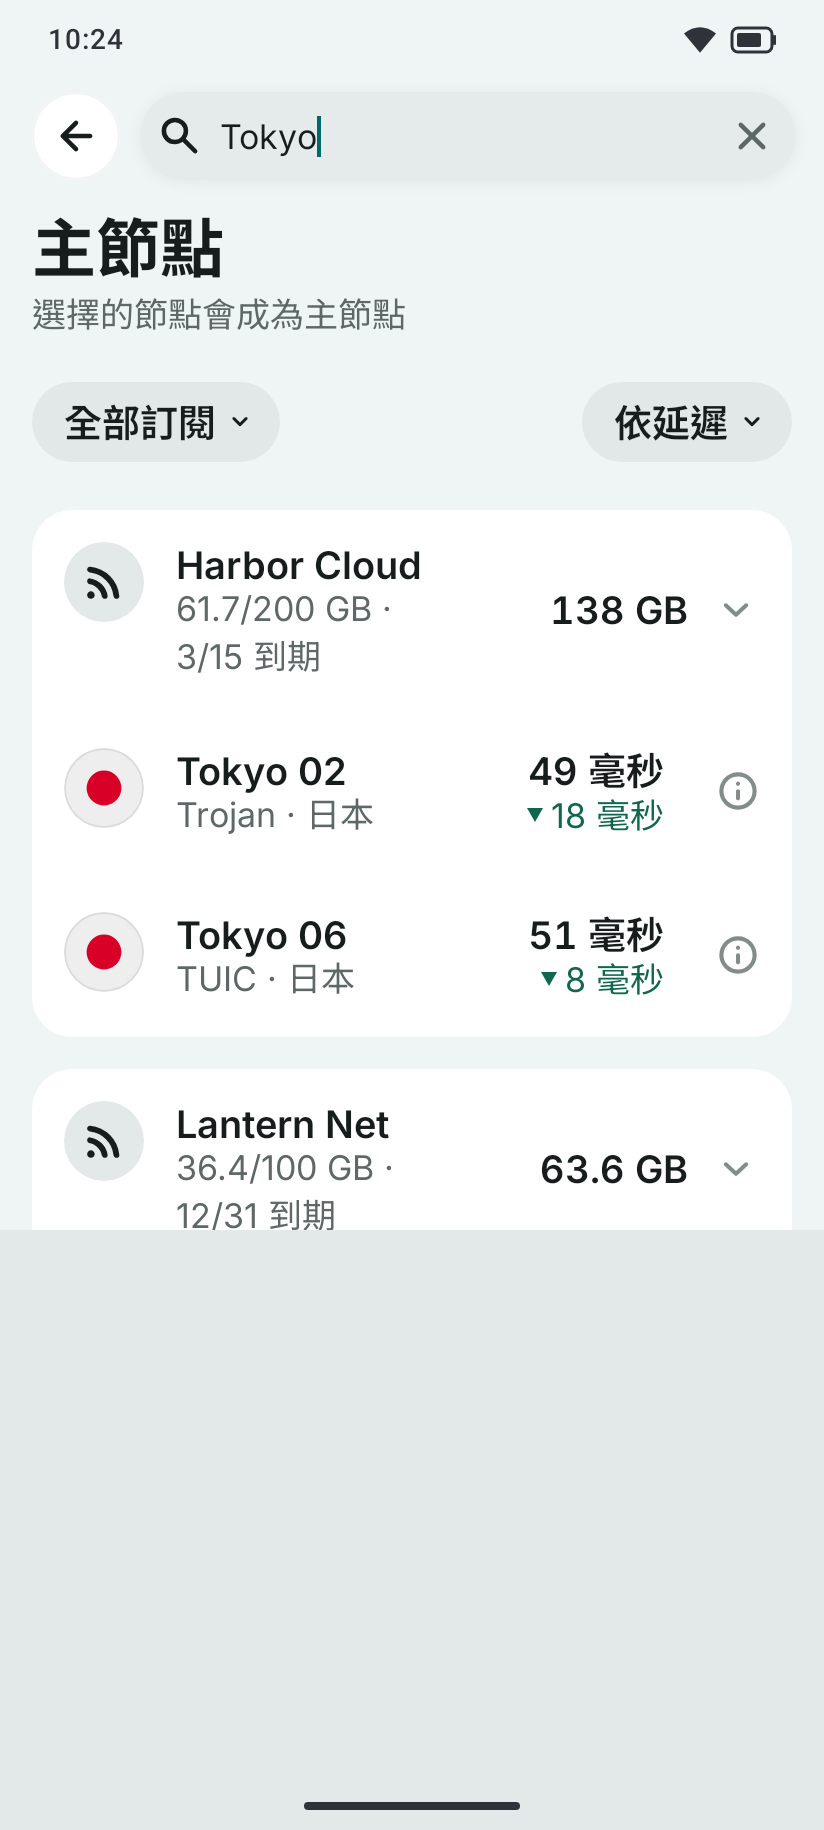 10:24
Tokyo
主節點
選擇的節點會成為主節點
全部訂閱
依延遲
Harbor Cloud
61.7/200 GB ·
3/15 到期
138 GB
Tokyo 02
Trojan · 日本
49 毫秒
▼18 毫秒
Tokyo 06
TUIC · 日本
51 毫秒
▼8 毫秒
Lantern Net
36.4/100 GB ·
12/31 到期
63.6 GB